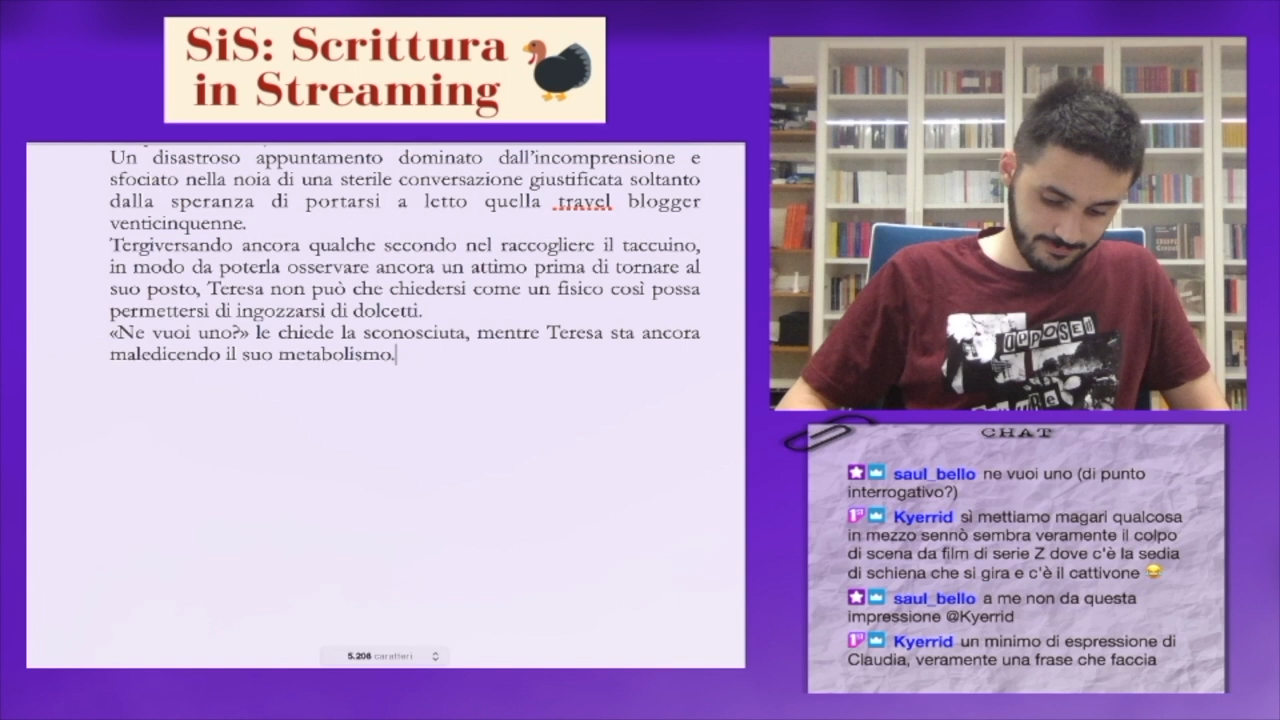 SiS: Scrittura
in Streaming
Un disastroso appuntamento dominato dall'incomprensione e
sfociato nella noia di una sterile conversazione giustificata soltanto
dalla speranza di portarsi a letto quella travel blogger
venticinquenne.
Tergiversando ancora qualche secondo nel raccogliere il taccuino,
in modo da poterla osservare ancora un attimo prima di tornare al
suo posto, Teresa non può che chiedersi come un fisico così possa
permettersi di ingozzarsi di dolcetti.
«Ne vuoi uno?» le chiede la sconosciuta, mentre Teresa sta ancora
maledicendo il suo metabolismo.
5.206 caratteri
OPPOSED
CHAT
saul_bello ne vuoi uno (di punto
interrogativo?)
Kyerrid sì mettiamo magari qualcosa
in mezzo sennò sembra veramente il colpo
di scena da film di serie Z dove c'è la sedia
di schiena che si gira e c'è il cattivone 😂
saul_bello a me non da questa
impressione @Kyerrid
Kyerrid un minimo di espressione di
Claudia, veramente una frase che faccia